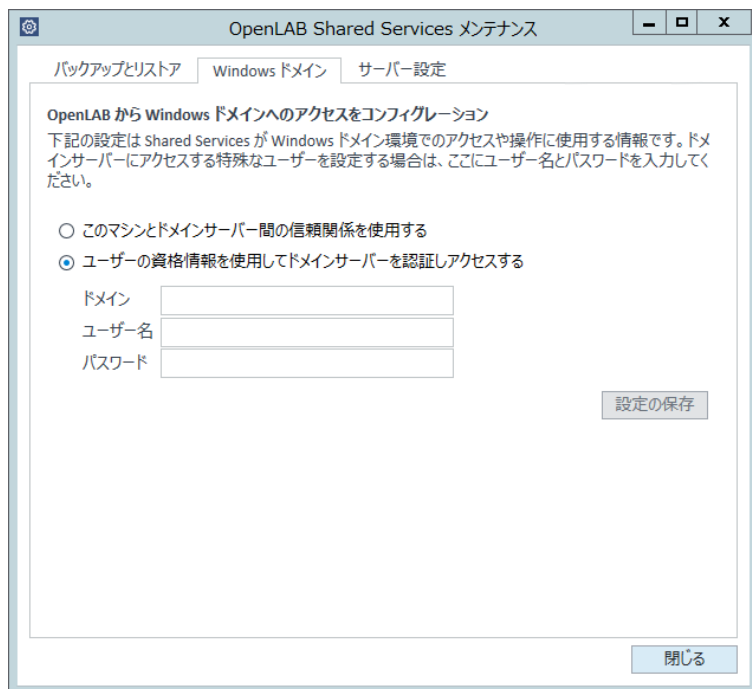 OpenLAB Shared Services メンテナンス
バックアップとリストア Windows ドメイン サーバー設定
OpenLAB から Windows ドメインへのアクセスをコンフィグレーション
下記の設定は Shared Services が Windows ドメイン環境でのアクセスや操作に使用する情報です。ドメ
インサーバーにアクセスする特殊なユーザーを設定する場合は、ここにユーザー名とパスワードを入力してく
ださい。
このマシンとドメインサーバー間の信頼関係を使用する
ユーザーの資格情報を使用してドメインサーバーを認証しアクセスする
ドメイン
ユーザー名
パスワード
設定の保存
閉じる